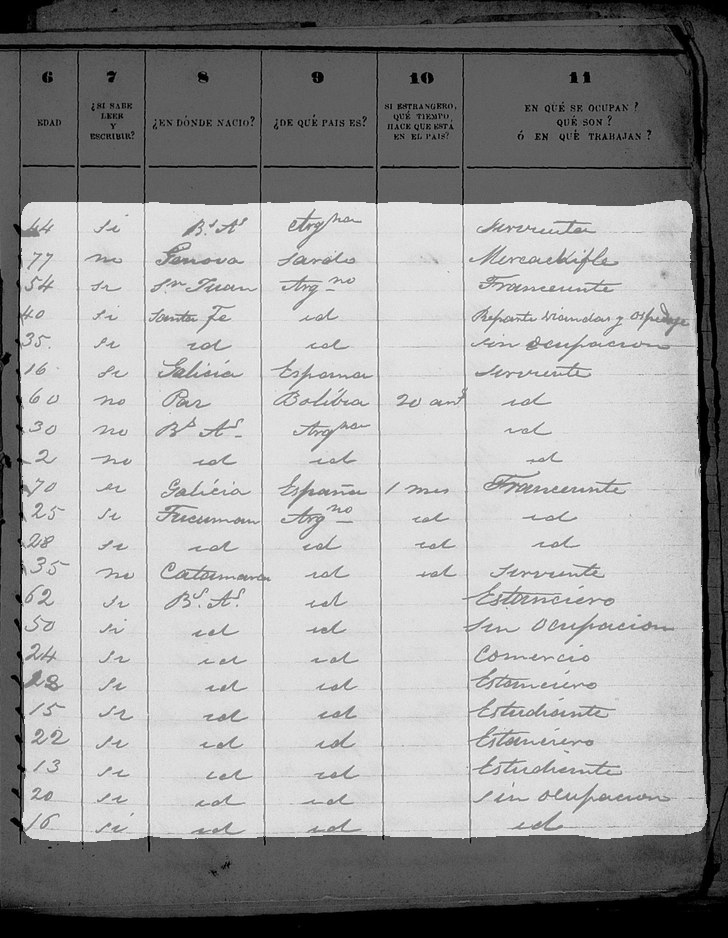 6 7 8 9 10 11
EDAD ¿SI SABE LEER Y ESCRIBIR? ¿EN DÓNDE NACIO? ¿DE QUÉ PAIS ES? SI ESTRANGERO, QUÉ TIEMPO HACE QUE ESTÁ EN EL PAIS? EN QUÉ SE OCUPAN? QUÉ SON? Ó EN QUÉ TRABAJAN?
44 si Bs As Argna sirvienta
77 no Genova Sardo Mercachifle
54 si Sn Juan Argno Tranceunte
40 si Santa Fe id Reparte viandas y
35 si id id sin ocupacion
16 si Galicia Espana sirviente
60 no Paz Bolibia 20 ans id
30 no Bs As Argna id
2 no id id id
70 si Galicia España 1 mes Tranceunte
25 si Tucuman Argno id id
28 si id id id id
35 no Catamarca id id sirviente
62 si Bs As id Estanciero
50 si id id sin ocupacion
24 si id id Comercio
28 si id id Estanciero
15 si id id Estudiante
22 si id id Estanciero
13 si id id Estudiante
20 si id id sin ocupacion
16 si id id id